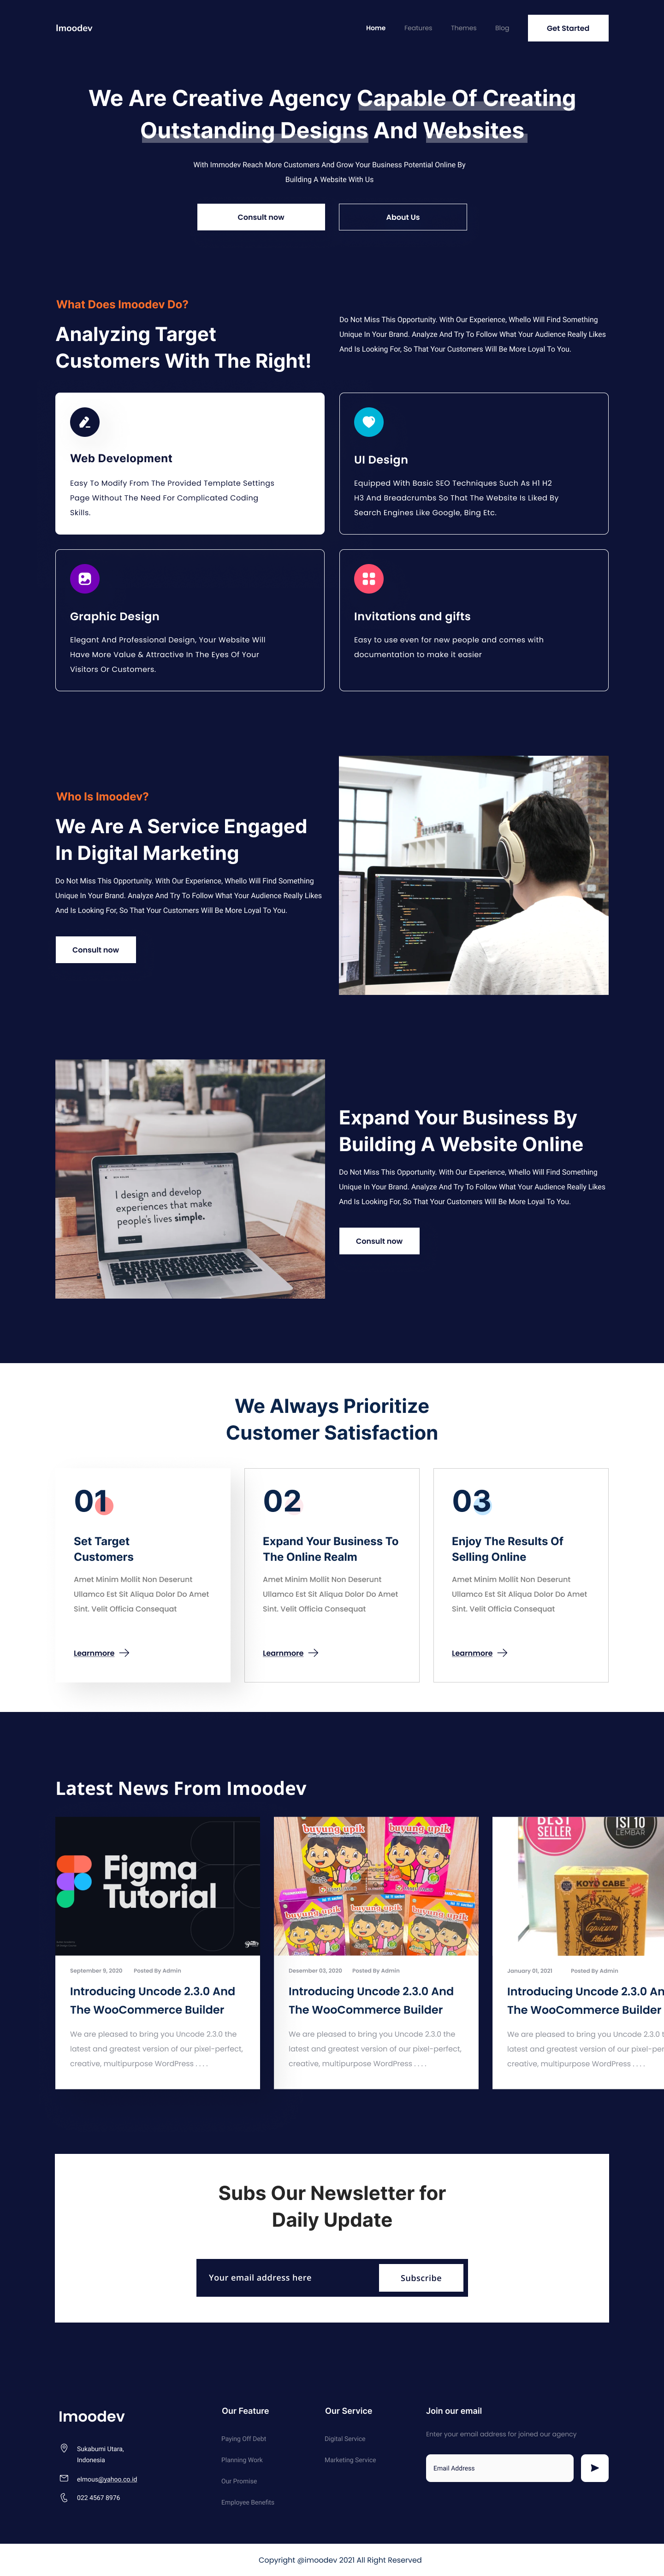 Imoodev
Home
Features
Themes
Blog
Get Started
We Are Creative Agency Capable Of Creating
Outstanding Designs And Websites
With Immodev Reach More Customers And Grow Your Business Potential Online By
Building A Website With Us
Consult now
About Us
What Does Imoodev Do?
Analyzing Target
Customers With The Right!
Do Not Miss This Opportunity. With Our Experience, Whello Will Find Something
Unique In Your Brand. Analyze And Try To Follow What Your Audience Really Likes
And Is Looking For, So That Your Customers Will Be More Loyal To You.
Web Development
Easy To Modify From The Provided Template Settings
Page Without The Need For Complicated Coding
Skills.
UI Design
Equipped With Basic SEO Techniques Such As H1 H2
H3 And Breadcrumbs So That The Website Is Liked By
Search Engines Like Google, Bing Etc.
Graphic Design
Elegant And Professional Design, Your Website Will
Have More Value & Attractive In The Eyes Of Your
Visitors Or Customers.
Invitations and gifts
Easy to use even for new people and comes with
documentation to make it easier
Who Is Imoodev?
We Are A Service Engaged
In Digital Marketing
Do Not Miss This Opportunity. With Our Experience, Whello Will Find Something
Unique In Your Brand. Analyze And Try To Follow What Your Audience Really Likes
And Is Looking For, So That Your Customers Will Be More Loyal To You.
Consult now
I design and develop
experiences that make
people's lives simple.
Expand Your Business By
Building A Website Online
Do Not Miss This Opportunity. With Our Experience, Whello Will Find Something
Unique In Your Brand. Analyze And Try To Follow What Your Audience Really Likes
And Is Looking For, So That Your Customers Will Be More Loyal To You.
Consult now
We Always Prioritize
Customer Satisfaction
01
Set Target
Customers
Amet Minim Mollit Non Deserunt
Ullamco Est Sit Aliqua Dolor Do Amet
Sint. Velit Officia Consequat
Learnmore
02
Expand Your Business To
The Online Realm
Amet Minim Mollit Non Deserunt
Ullamco Est Sit Aliqua Dolor Do Amet
Sint. Velit Officia Consequat
Learnmore
03
Enjoy The Results Of
Selling Online
Amet Minim Mollit Non Deserunt
Ullamco Est Sit Aliqua Dolor Do Amet
Sint. Velit Officia Consequat
Learnmore
Latest News From Imoodev
Figma
Tutorial
September 9, 2020
Posted By Admin
Introducing Uncode 2.3.0 And
The WooCommerce Builder
We are pleased to bring you Uncode 2.3.0 the
latest and greatest version of our pixel-perfect,
creative, multipurpose WordPress . . . .
buyung upik
buyung upik
buyung upik
buyung upik
buyung upik
Desember 03, 2020
Posted By Admin
Introducing Uncode 2.3.0 And
The WooCommerce Builder
We are pleased to bring you Uncode 2.3.0 the
latest and greatest version of our pixel-perfect,
creative, multipurpose WordPress . . . .
BEST
SELLER
ISI 10
LEMBAR
KOYO CABE
January 01, 2021
Posted By Admin
Introducing Uncode 2.3.0 An
The WooCommerce Builder
We are pleased to bring you Uncode 2.3.0 t
latest and greatest version of our pixel-per
creative, multipurpose WordPress . . . .
Subs Our Newsletter for
Daily Update
Your email address here
Subscribe
Imoodev
Sukabumi Utara,
Indonesia
elmous@yahoo.co.id
022 4567 8976
Our Feature
Paying Off Debt
Planning Work
Our Promise
Employee Benefits
Our Service
Digital Service
Marketing Service
Join our email
Enter your email address for joined our agency
Email Address
Copyright @imoodev 2021 All Right Reserved